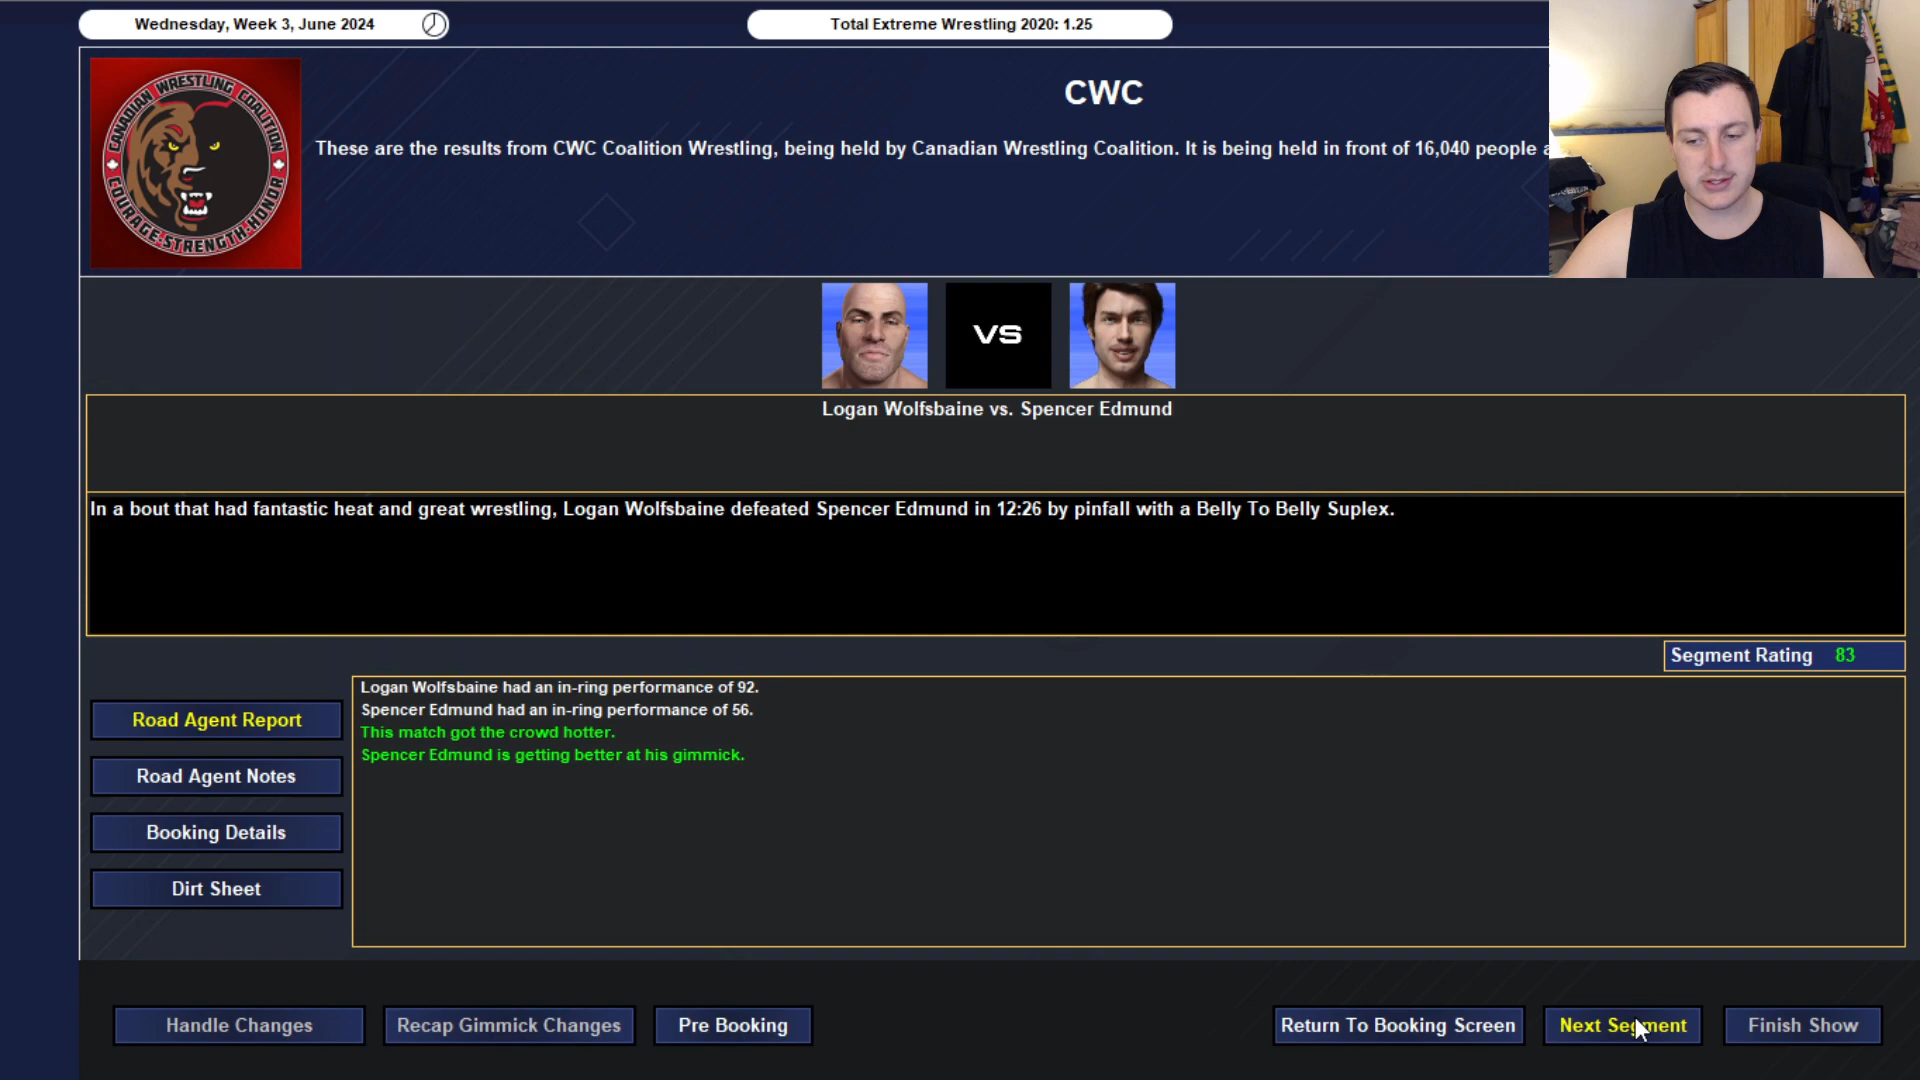 Wednesday, Week 3, June 2024
Total Extreme Wrestling 2020: 1.25
CANADIAN WRESTLING COALITION
COURAGE·STRENGTH·HONOR
CWC
These are the results from CWC Coalition Wrestling, being held by Canadian Wrestling Coalition. It is being held in front of 16,040 people
VS
Logan Wolfsbaine vs. Spencer Edmund
In a bout that had fantastic heat and great wrestling, Logan Wolfsbaine defeated Spencer Edmund in 12:26 by pinfall with a Belly To Belly Suplex.
Segment Rating 83
Road Agent Report
Road Agent Notes
Booking Details
Dirt Sheet
Logan Wolfsbaine had an in-ring performance of 92.
Spencer Edmund had an in-ring performance of 56.
This match got the crowd hotter.
Spencer Edmund is getting better at his gimmick.
Handle Changes
Recap Gimmick Changes
Pre Booking
Return To Booking Screen
Next Segment
Finish Show